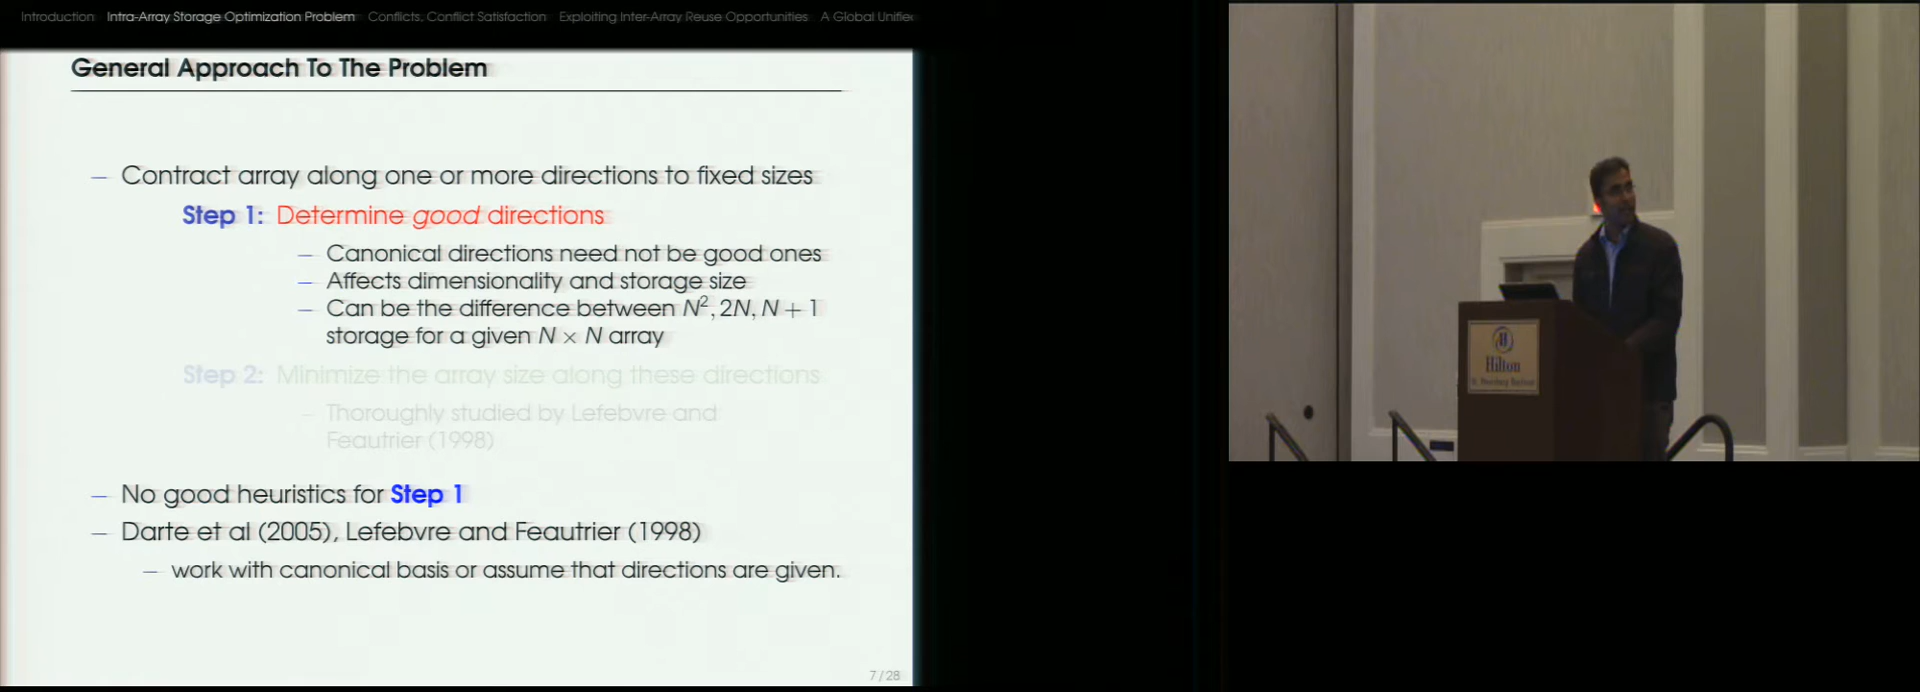 Introduction Intra-Array Storage Optimization Problem Conflicts, Conflict Satisfaction Exploiting Inter-Array Reuse Opportunities A Global Unified
General Approach To The Problem
– Contract array along one or more directions to fixed sizes
Step 1: Determine good directions
– Canonical directions need not be good ones
– Affects dimensionality and storage size
– Can be the difference between N², 2N, N + 1
storage for a given N × N array
Step 2: Minimize the array size along these directions
– Thoroughly studied by Lefebvre and
Feautrier (1998)
– No good heuristics for Step 1
– Darte et al (2005), Lefebvre and Feautrier (1998)
– work with canonical basis or assume that directions are given.
7 / 28
Hilton